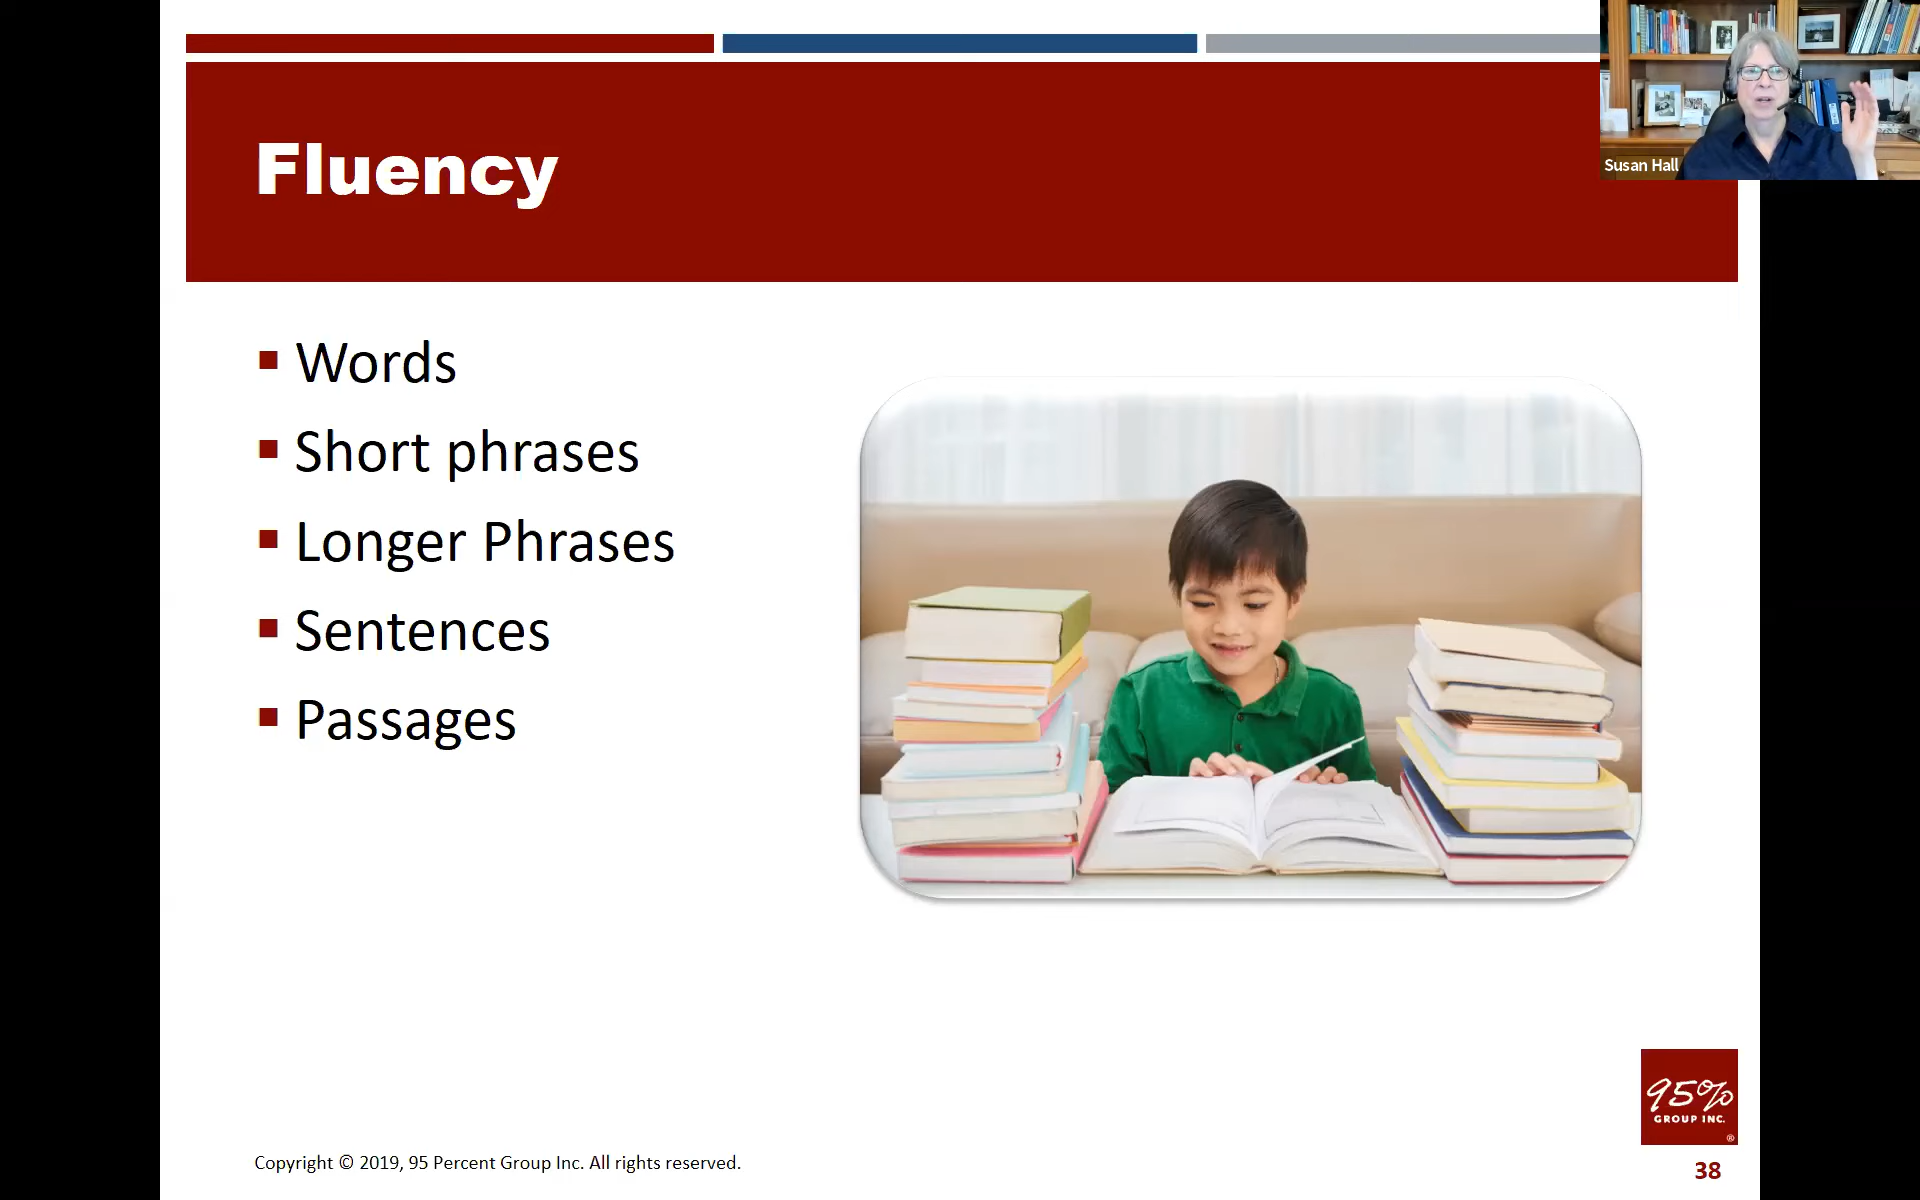 Susan Hall
Fluency
Words
Short phrases
Longer Phrases
Sentences
Passages
95%
GROUP INC.
®
Copyright © 2019, 95 Percent Group Inc. All rights reserved.
38